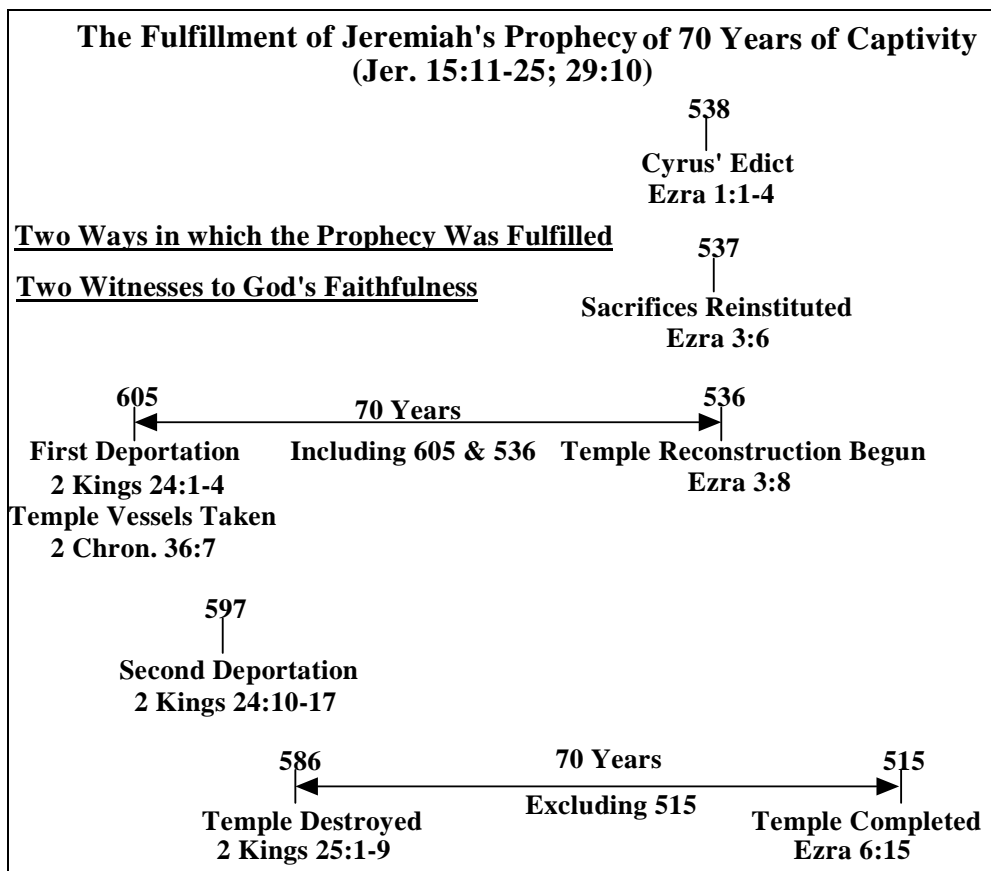 The Fulfillment of Jeremiah's Prophecy of 70 Years of Captivity
(Jer. 15:11-25; 29:10)
538
Cyrus' Edict
Ezra 1:1-4
Two Ways in which the Prophecy Was Fulfilled
537
Two Witnesses to God's Faithfulness
Sacrifices Reinstituted
Ezra 3:6
605 70 Years 536
First Deportation Including 605 & 536 Temple Reconstruction Begun
2 Kings 24:1-4 Ezra 3:8
Temple Vessels Taken
2 Chron. 36:7
597
Second Deportation
2 Kings 24:10-17
586 70 Years 515
Excluding 515
Temple Destroyed Temple Completed
2 Kings 25:1-9 Ezra 6:15